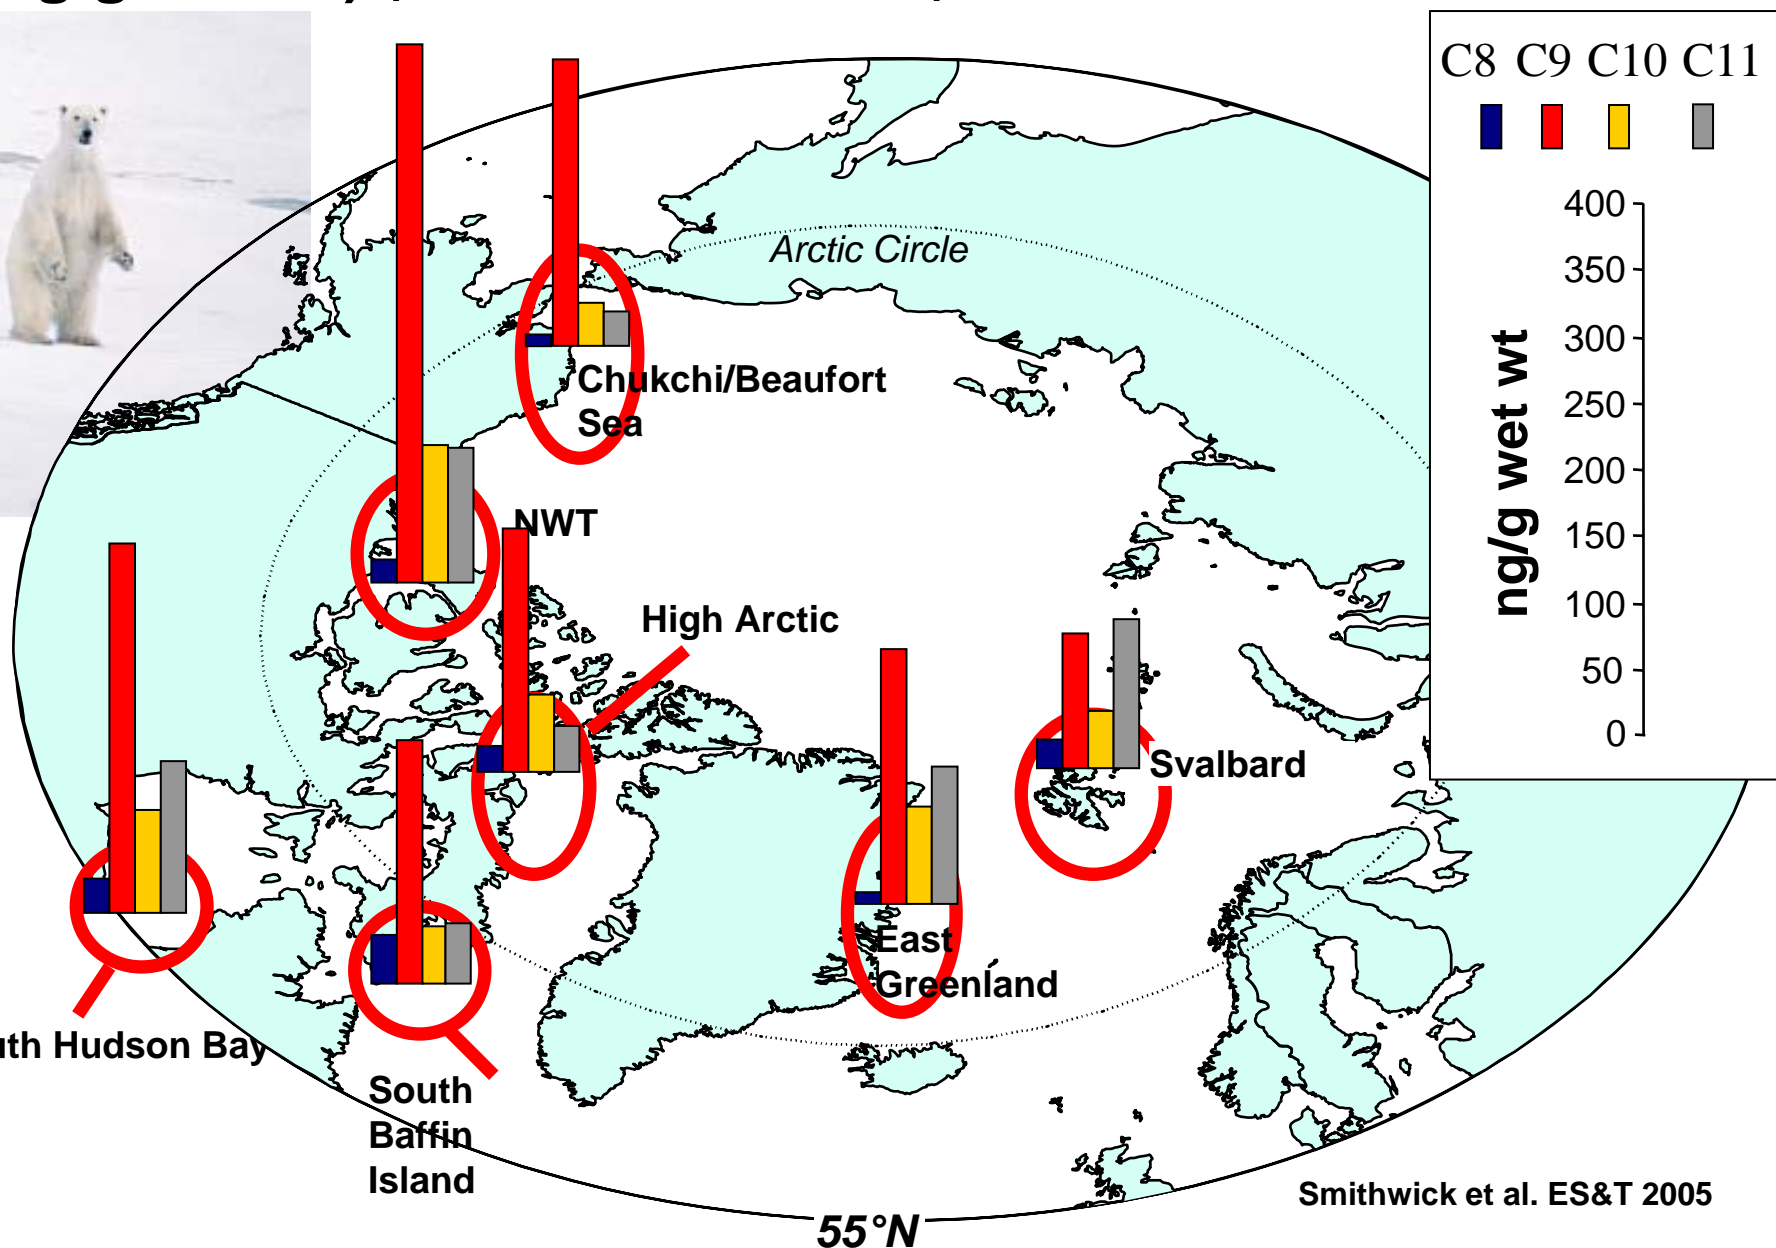 C8 C9 C10 C11
400
350
300
250
200
150
100
50
0
ng/g wet wt
Arctic Circle
Chukchi/Beaufort
Sea
NWT
High Arctic
Svalbard
East
Greenland
Hudson Bay
South
Baffin
Island
Smithwick et al. ES&T 2005
55°N